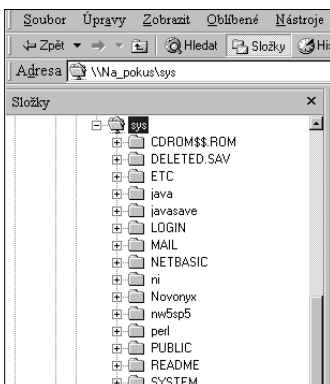 Soubor Úpravy Zobrazit Oblíbené Nástroje
Zpět Hledat Složky His
Adresa \\Na_pokus\sys
Složky
sys
CDROM$$.ROM
DELETED.SAV
ETC
java
javasave
LOGIN
MAIL
NETBASIC
ni
Novonyx
nw5sp5
perl
PUBLIC
README
SYSTEM